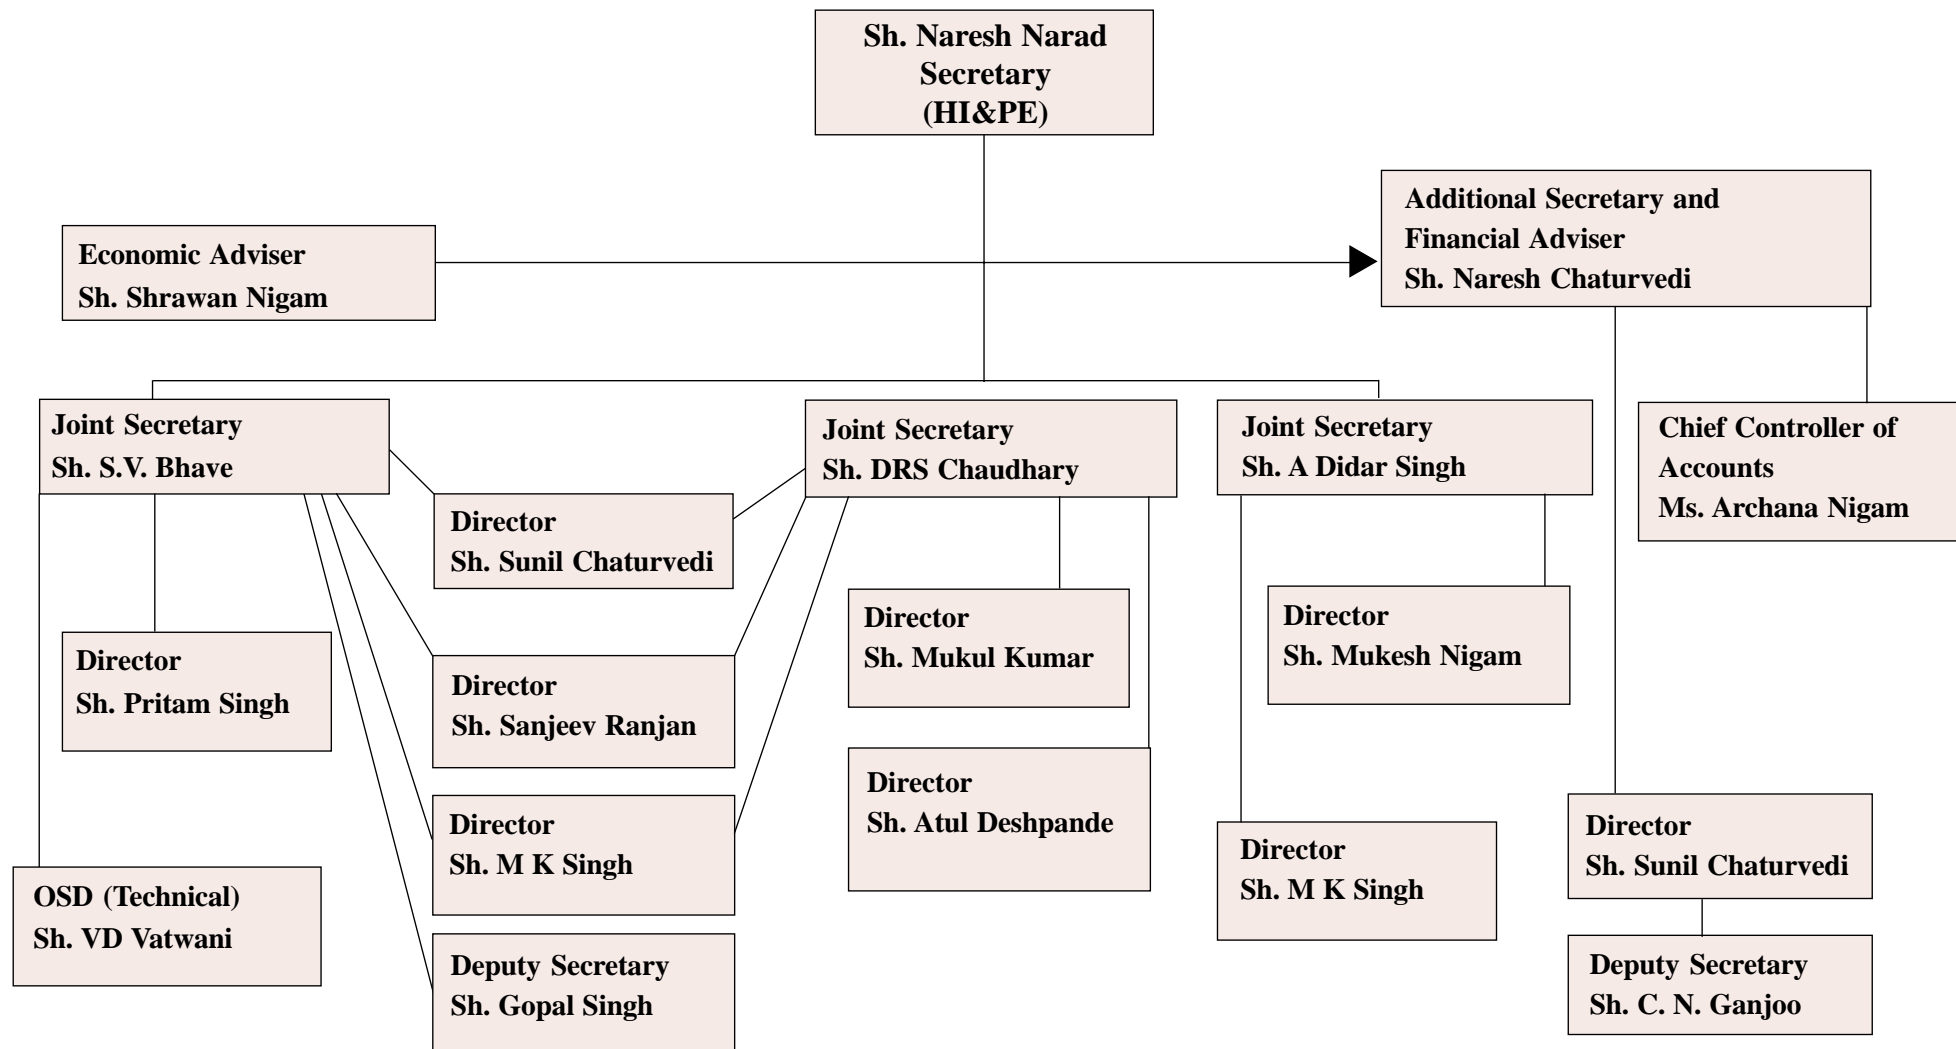 Sh. Naresh Narad
Secretary
(HI&PE)
Additional Secretary and
Financial Adviser
Sh. Naresh Chaturvedi
Economic Adviser
Sh. Shrawan Nigam
Joint Secretary
Sh. S.V. Bhave
Joint Secretary
Sh. DRS Chaudhary
Joint Secretary
Sh. A Didar Singh
Chief Controller of
Accounts
Ms. Archana Nigam
Director
Sh. Sunil Chaturvedi
Director
Sh. Mukul Kumar
Director
Sh. Mukesh Nigam
Director
Sh. Pritam Singh
Director
Sh. Sanjeev Ranjan
Director
Sh. Atul Deshpande
Director
Sh. M K Singh
Director
Sh. M K Singh
Director
Sh. Sunil Chaturvedi
OSD (Technical)
Sh. VD Vatwani
Deputy Secretary
Sh. Gopal Singh
Deputy Secretary
Sh. C. N. Ganjoo